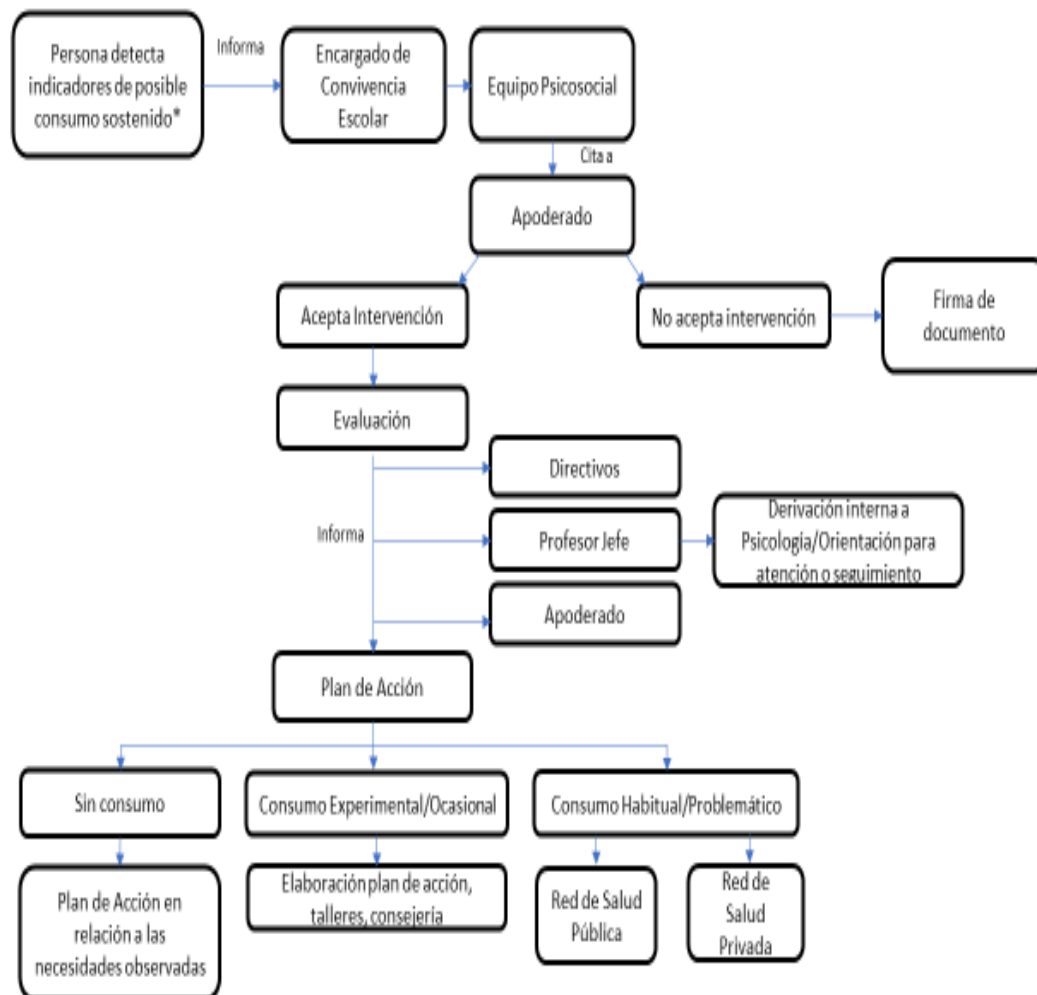 Persona detecta
indicadores de posible
consumo sostenido*
Informa
Encargado de
Convivencia
Escolar
Equipo Psicosocial
Cita a
Apoderado
Acepta Intervención
No acepta intervención
Firma de
documento
Evaluación
Informa
Directivos
Profesor Jefe
Derivación interna a
Psicología/Orientación para
atención o seguimiento
Apoderado
Plan de Acción
Sin consumo
Consumo Experimental/Ocasional
Consumo Habitual/Problemático
Plan de Acción en
relación a las
necesidades observadas
Elaboración plan de acción,
talleres, consejería
Red de Salud
Pública
Red de
Salud
Privada